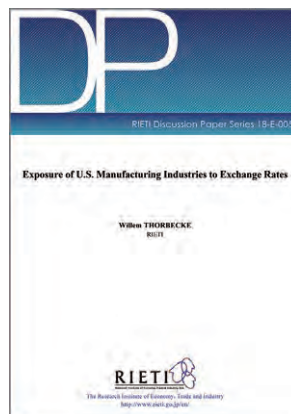 DP
RIETI Discussion Paper Series 18-E-005
Exposure of U.S. Manufacturing Industries to Exchange Rates
Willem THORBECKE
RIETI
RIETI
The Research Institute of Economy, Trade and Industry
http://www.rieti.go.jp/en/